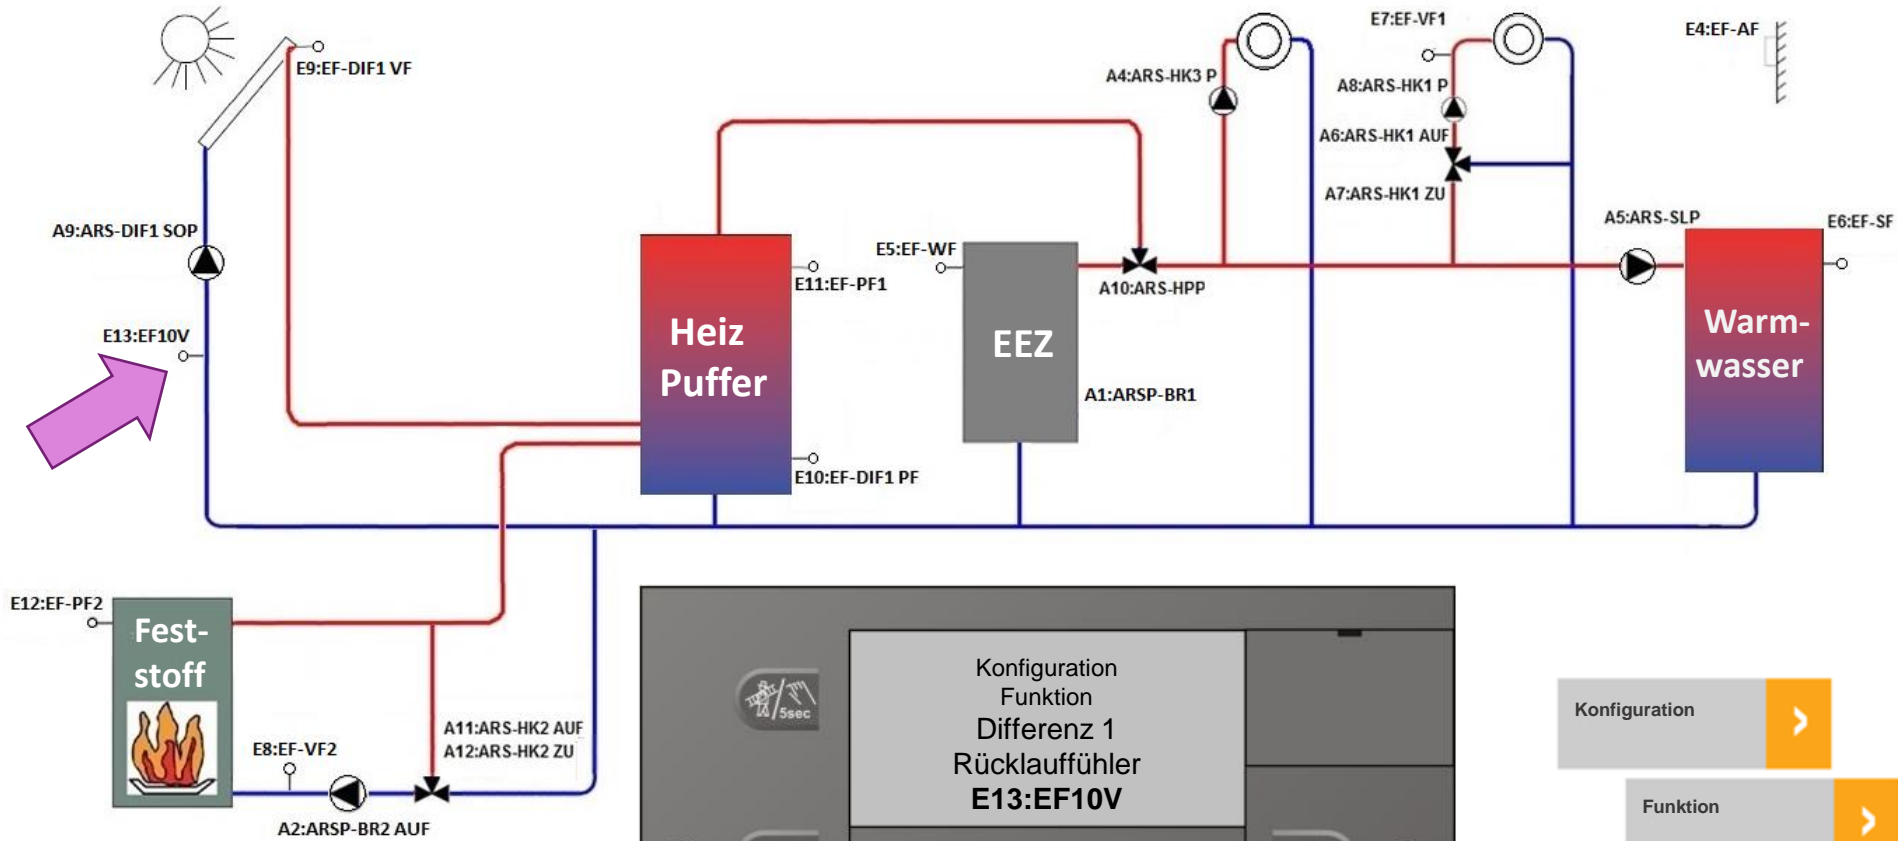 E7:EF-VF1
E4:EF-AF
E9:EF-DIF1 VF
A4:ARS-HK3 P
A8:ARS-HK1 P
A6:ARS-HK1 AUF
A7:ARS-HK1 ZU
A9:ARS-DIF1 SOP
A5:ARS-SLP
E6:EF-SF
E5:EF-WF
E11:EF-PF1
A10:ARS-HPP
E13:EF10V
Heiz
Puffer
EEZ
Warm-
wasser
A1:ARSP-BR1
E10:EF-DIF1 PF
E12:EF-PF2
Fest-
stoff
A11:ARS-HK2 AUF
A12:ARS-HK2 ZU
E8:EF-VF2
A2:ARSP-BR2 AUF
5sec
Konfiguration
Funktion
Differenz 1
Rücklauffühler
E13:EF10V
Konfiguration
Funktion